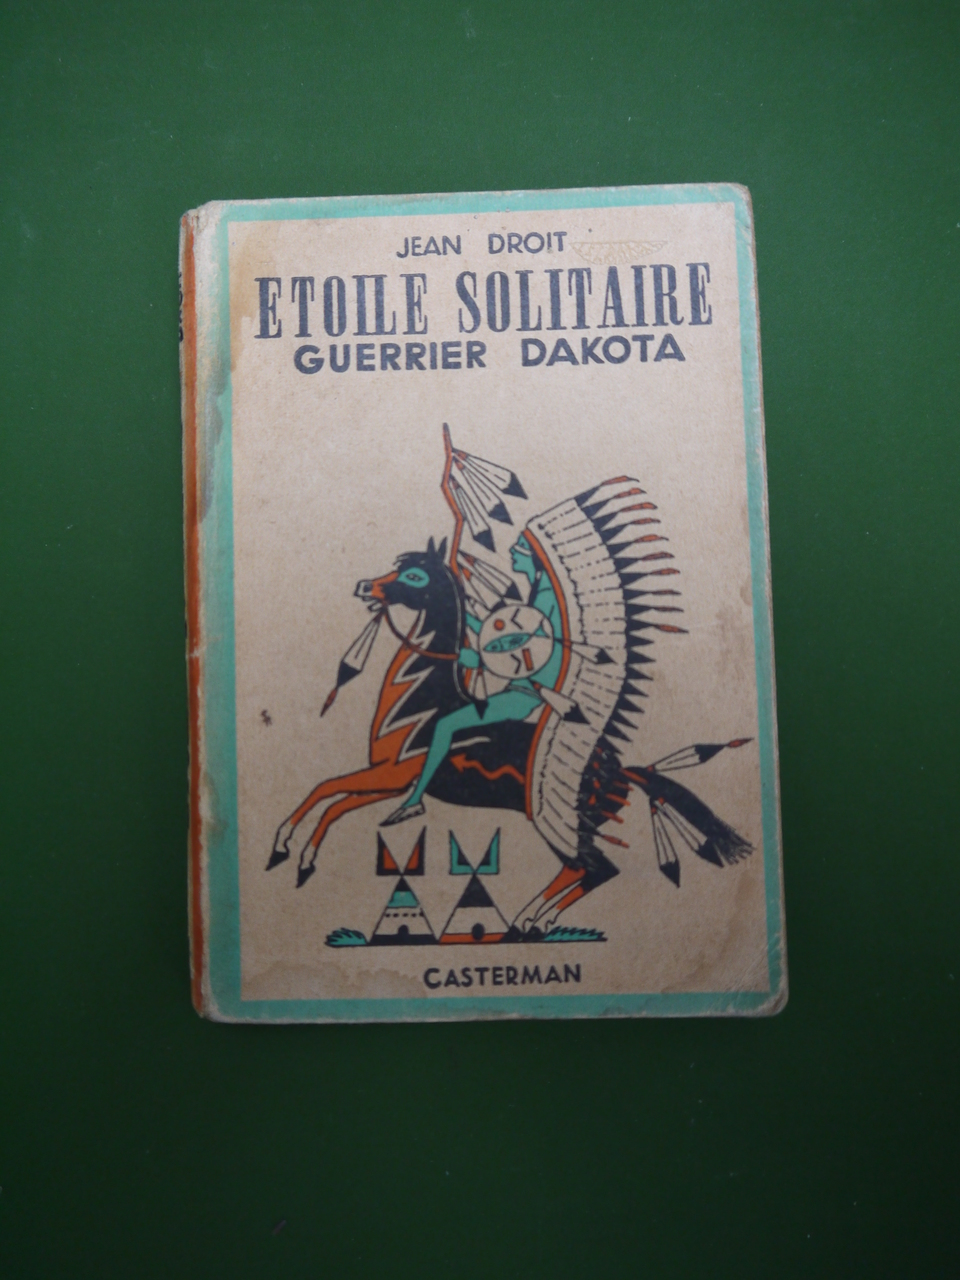 JEAN DROIT
ETOILE SOLITAIRE
GUERRIER DAKOTA
CASTERMAN